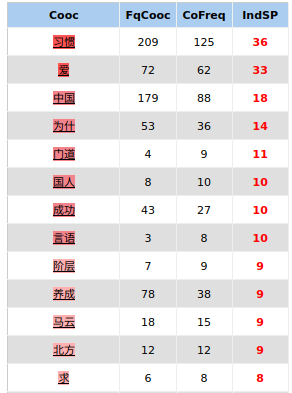 Cooc FqCooc CoFreq IndSP
习惯 209 125 36
爱 72 62 33
中国 179 88 18
为什 53 36 14
门道 4 9 11
国人 8 10 10
成功 43 27 10
言语 3 8 10
阶层 7 9 9
养成 78 38 9
马云 18 15 9
北方 12 12 9
求 6 8 8